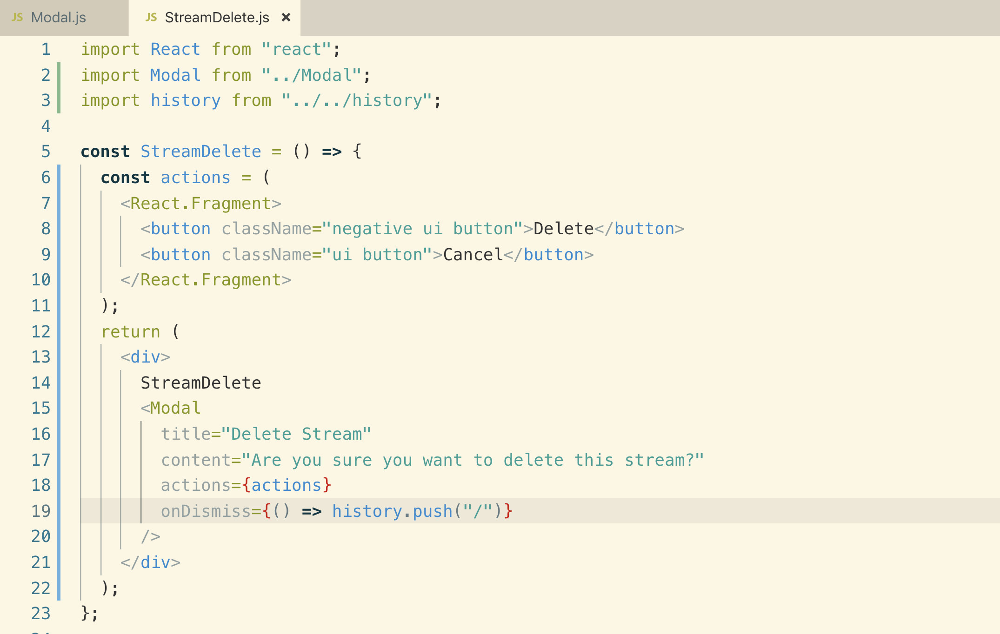 JS Modal.js JS StreamDelete.js ×
1 import React from "react";
2 import Modal from "../Modal";
3 import history from "../../history";
4
5 const StreamDelete = () => {
6   const actions = (
7     <React.Fragment>
8       <button className="negative ui button">Delete</button>
9       <button className="ui button">Cancel</button>
10     </React.Fragment>
11   );
12   return (
13     <div>
14       StreamDelete
15       <Modal
16         title="Delete Stream"
17         content="Are you sure you want to delete this stream?"
18         actions={actions}
19         onDismiss={() => history.push("/")}
20       />
21     </div>
22   );
23 };